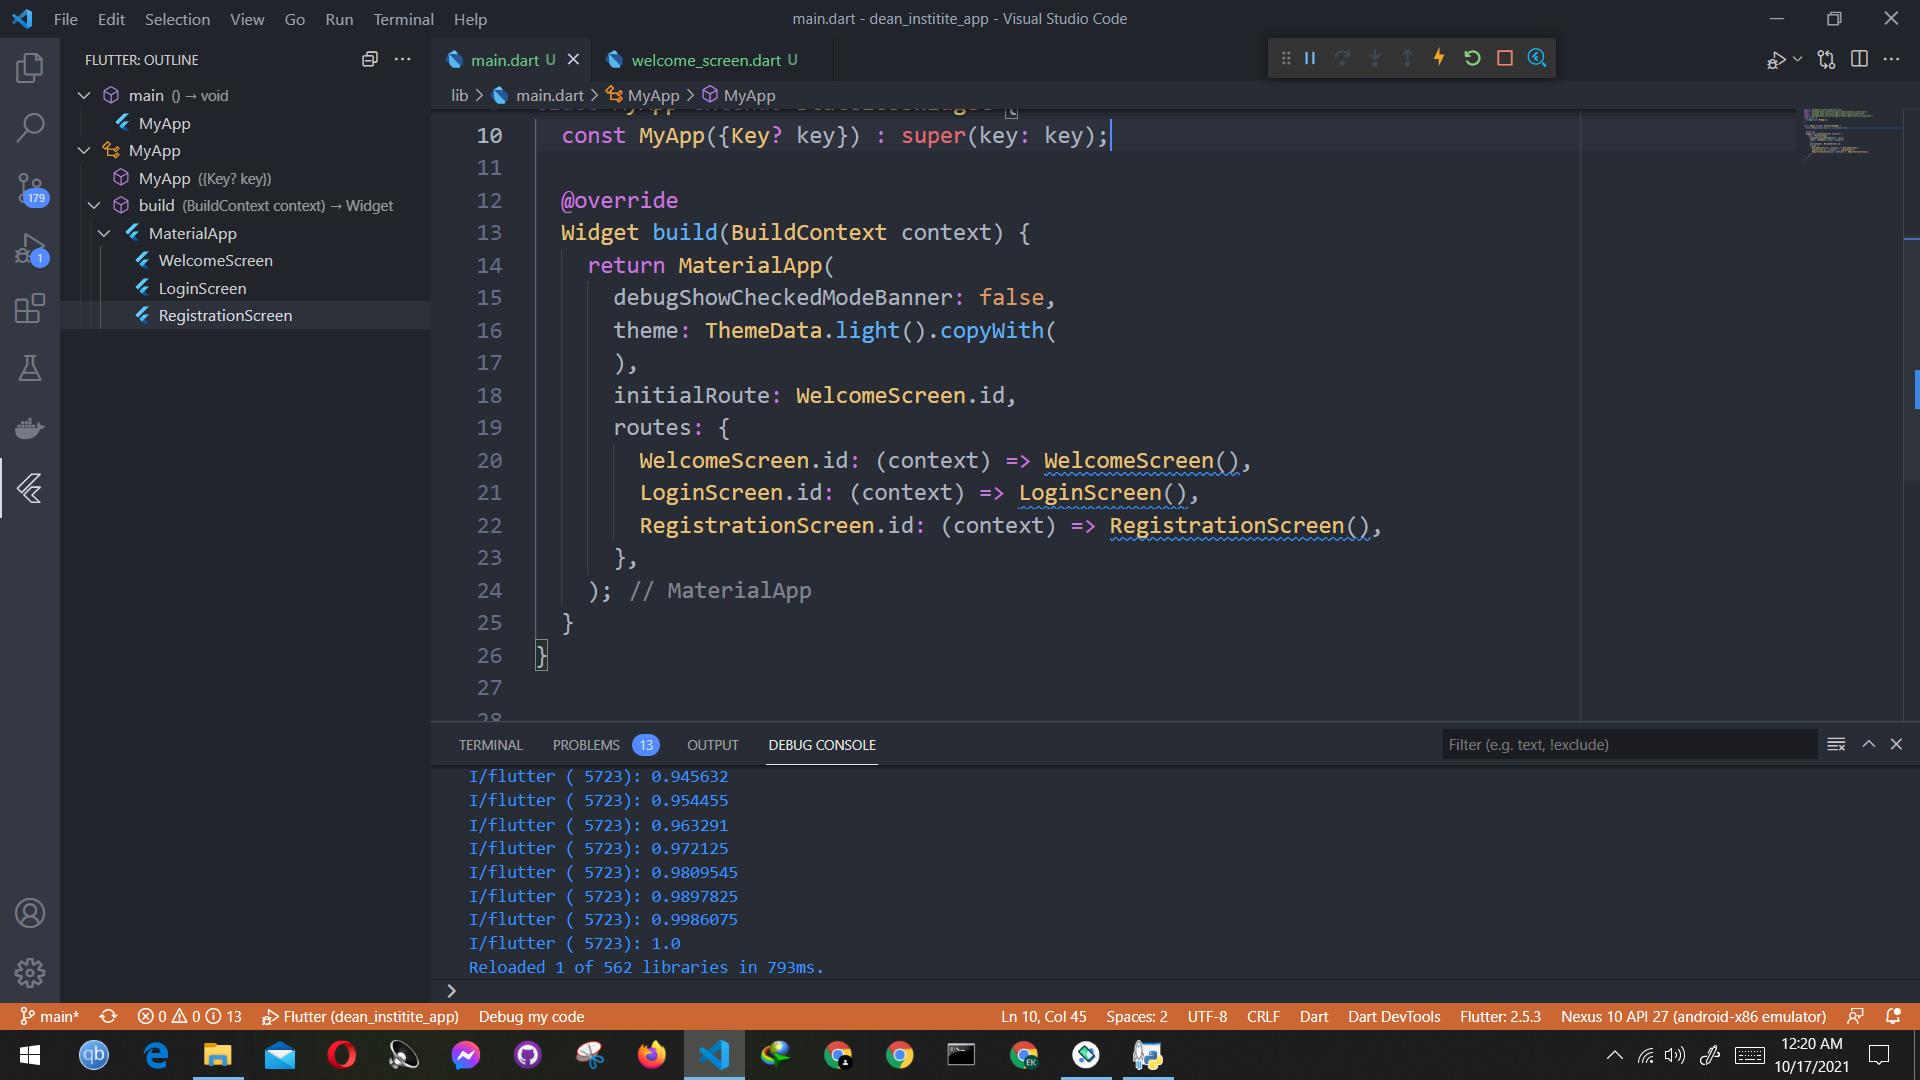 File Edit Selection View Go Run Terminal Help
main.dart - dean_institite_app - Visual Studio Code
FLUTTER: OUTLINE
main () → void
MyApp
MyApp
MyApp ({Key? key})
build (BuildContext context) → Widget
MaterialApp
WelcomeScreen
LoginScreen
RegistrationScreen
179
1
main.dart U
welcome_screen.dart U
lib > main.dart > MyApp > MyApp
10 const MyApp({Key? key}) : super(key: key);
11
12 @override
13 Widget build(BuildContext context) {
14 return MaterialApp(
15 debugShowCheckedModeBanner: false,
16 theme: ThemeData.light().copyWith(
17 ),
18 initialRoute: WelcomeScreen.id,
19 routes: {
20 WelcomeScreen.id: (context) => WelcomeScreen(),
21 LoginScreen.id: (context) => LoginScreen(),
22 RegistrationScreen.id: (context) => RegistrationScreen(),
23 },
24 ); // MaterialApp
25 }
26 }
27
28
TERMINAL PROBLEMS 13 OUTPUT DEBUG CONSOLE
Filter (e.g. text, !exclude)
I/flutter ( 5723): 0.945632
I/flutter ( 5723): 0.954455
I/flutter ( 5723): 0.963291
I/flutter ( 5723): 0.972125
I/flutter ( 5723): 0.9809545
I/flutter ( 5723): 0.9897825
I/flutter ( 5723): 0.9986075
I/flutter ( 5723): 1.0
Reloaded 1 of 562 libraries in 793ms.
>
main* 0 0 13 Flutter (dean_institite_app) Debug my code
Ln 10, Col 45 Spaces: 2 UTF-8 CRLF Dart Dart DevTools Flutter: 2.5.3 Nexus 10 API 27 (android-x86 emulator)
qb
EK
12:20 AM
10/17/2021